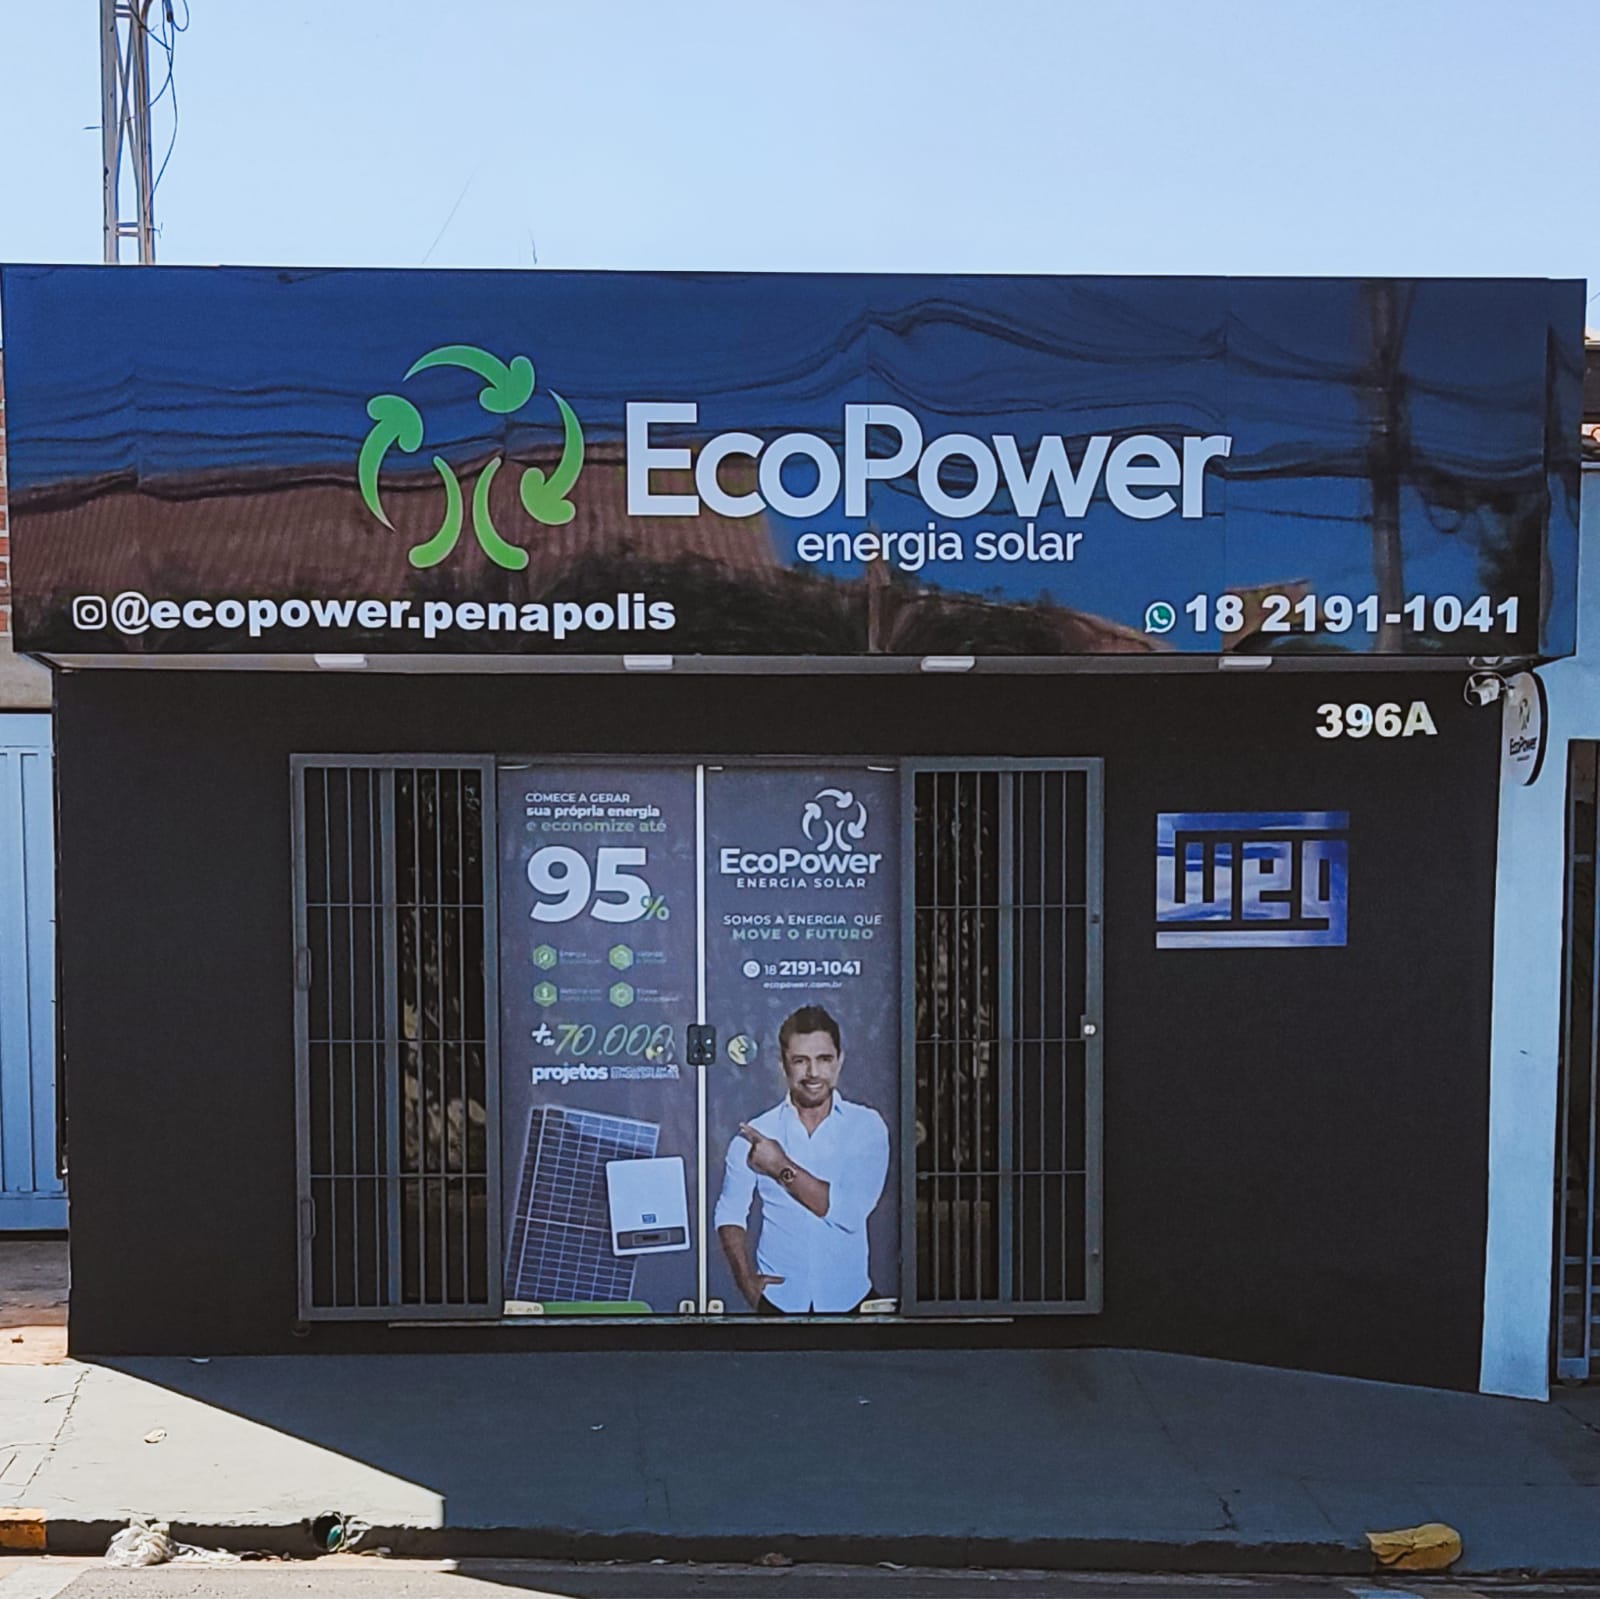 EcoPower
energia solar
@ecopower.penapolis
18 2191-1041
396A
EcoPower
COMECE A GERAR
sua própria energia
e economize até
95%
+ de 70.000
projetos
EcoPower
ENERGIA SOLAR
SOMOS A ENERGIA QUE
MOVE O FUTURO
18 2191-1041
ecopower.com.br
weg